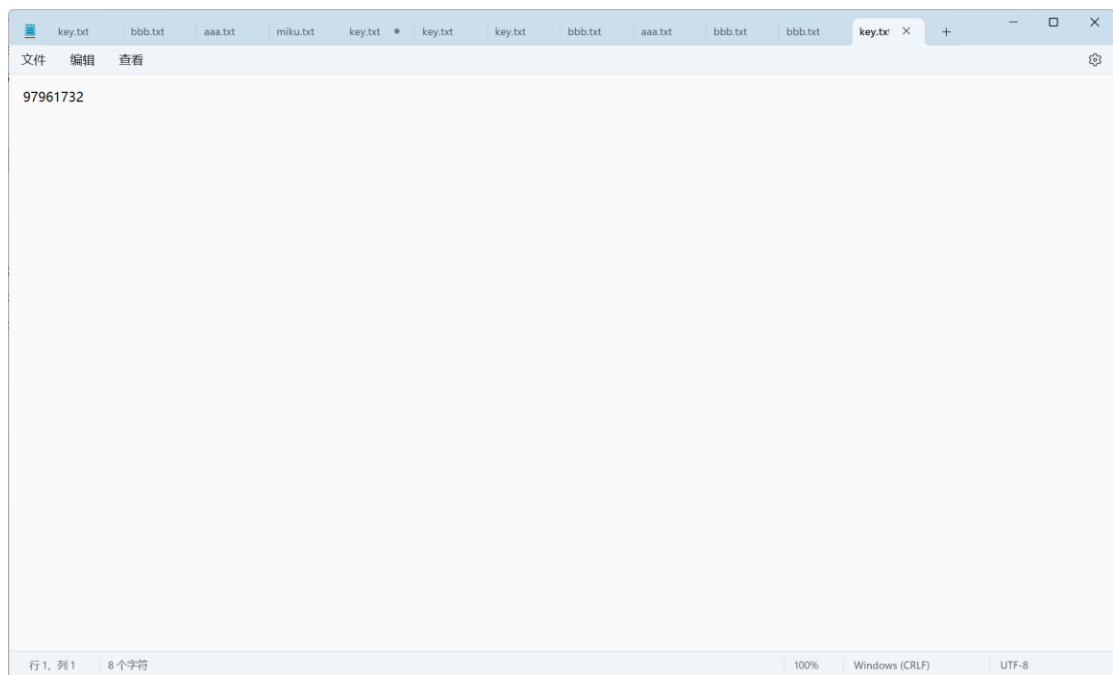 key.txt bbb.txt aaa.txt miku.txt key.txt key.txt key.txt bbb.txt aaa.txt bbb.txt bbb.txt key.txt
文件 编辑 查看
97961732
行 1, 列 1 8 个字符 100% Windows (CRLF) UTF-8